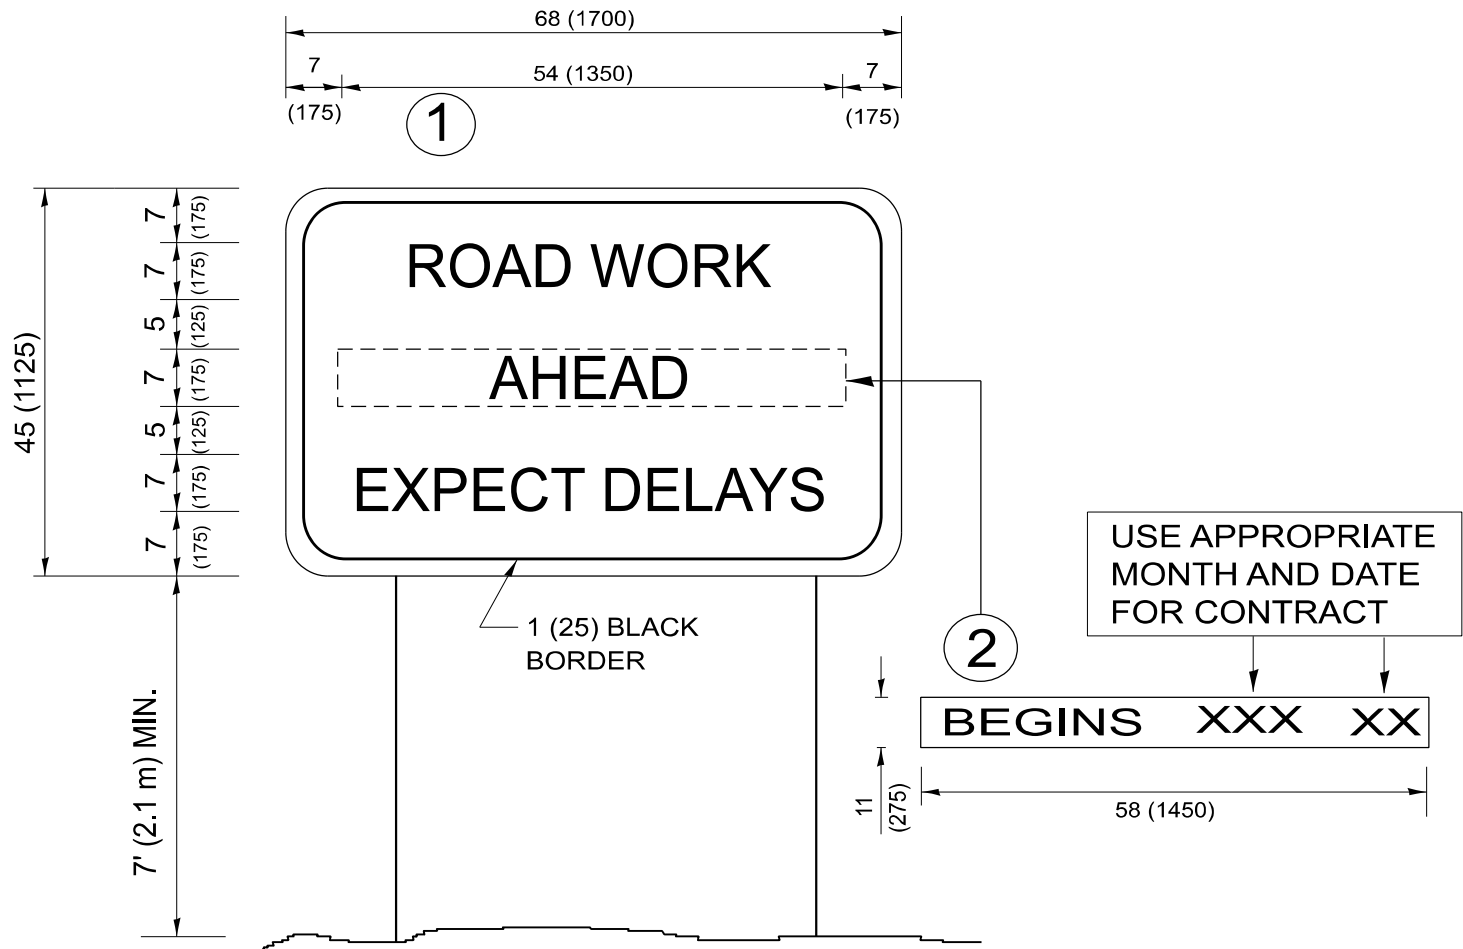 68 (1700)
7
54 (1350)
7
(175)
(175)
1
7
(175)
7
(175)
5
(125)
7
(175)
5
(125)
7
(175)
7
(175)
45 (1125)
ROAD WORK
AHEAD
EXPECT DELAYS
1 (25) BLACK
BORDER
7' (2.1 m) MIN.
2
USE APPROPRIATE
MONTH AND DATE
FOR CONTRACT
BEGINS XXX XX
11
(275)
58 (1450)